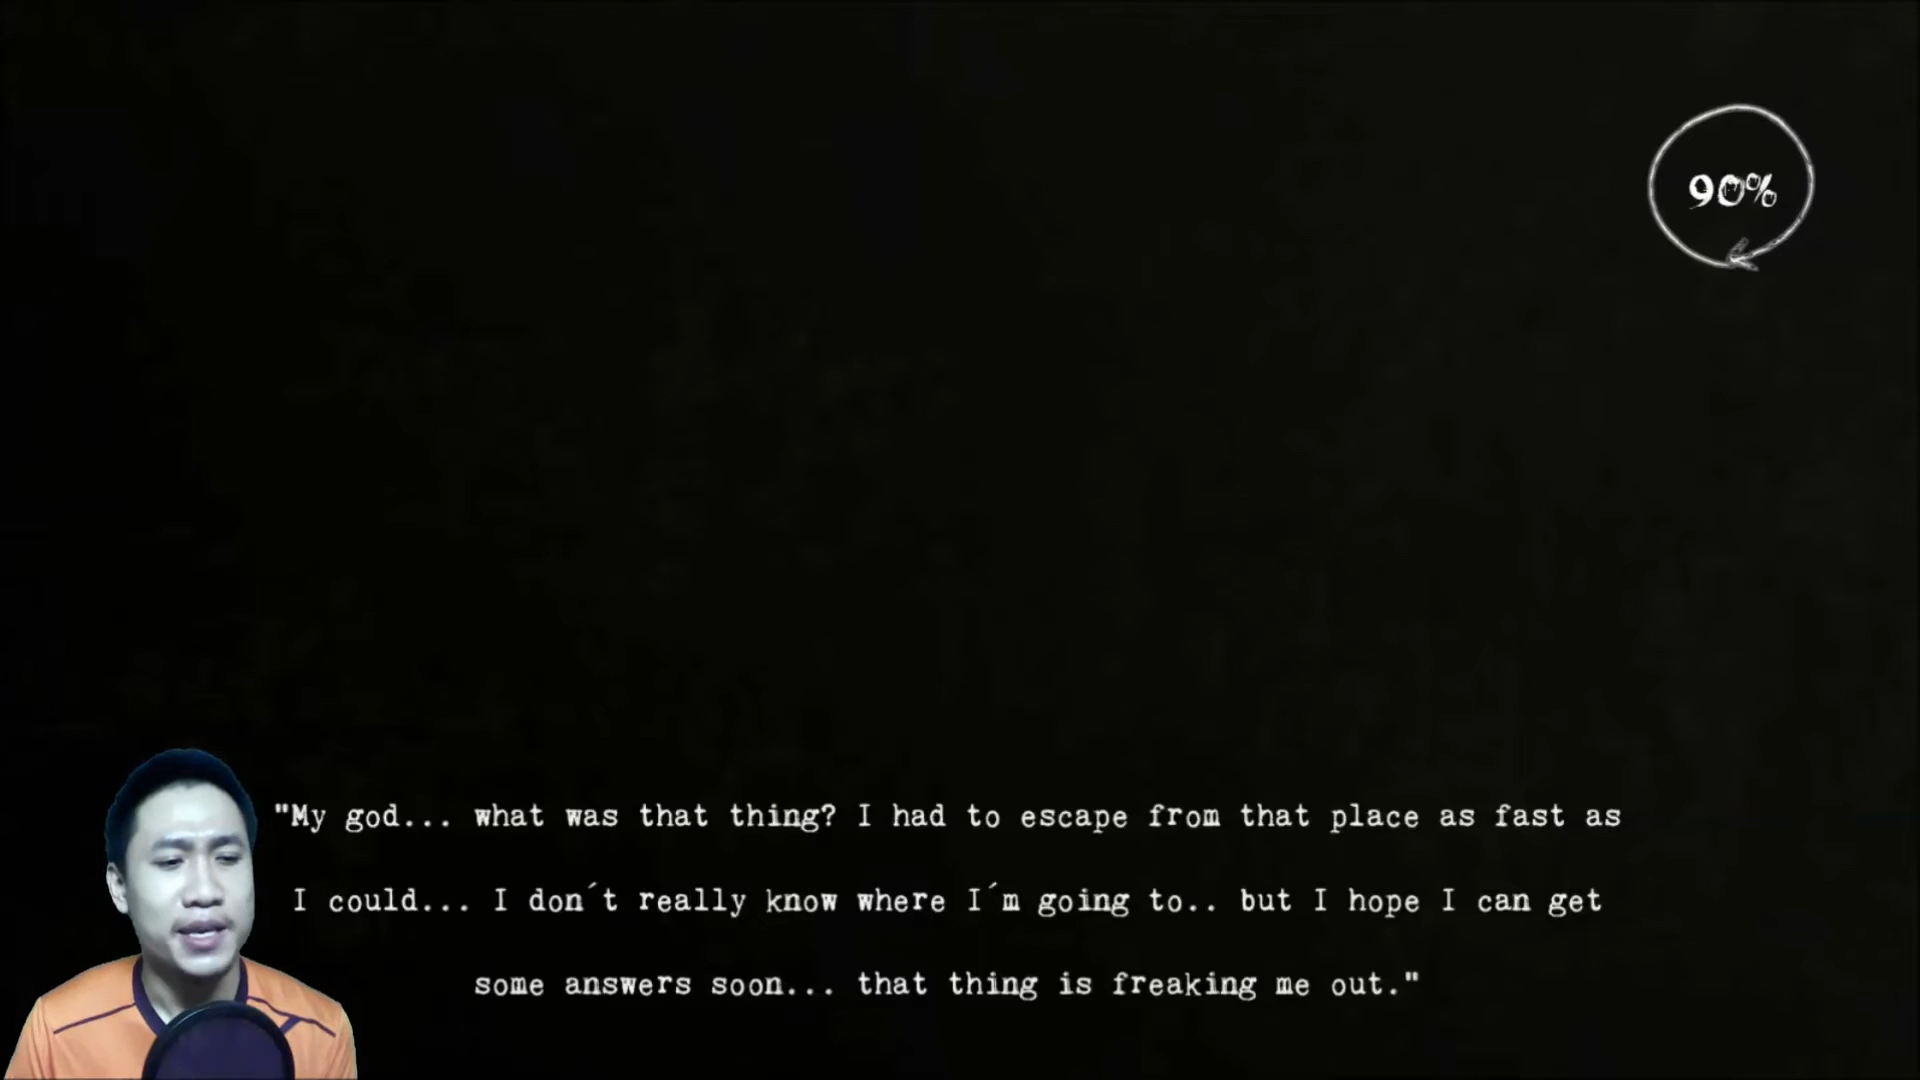 90%
"My god... what was that thing? I had to escape from that place as fast as
I could... I don´t really know where I´m going to.. but I hope I can get
some answers soon... that thing is freaking me out."